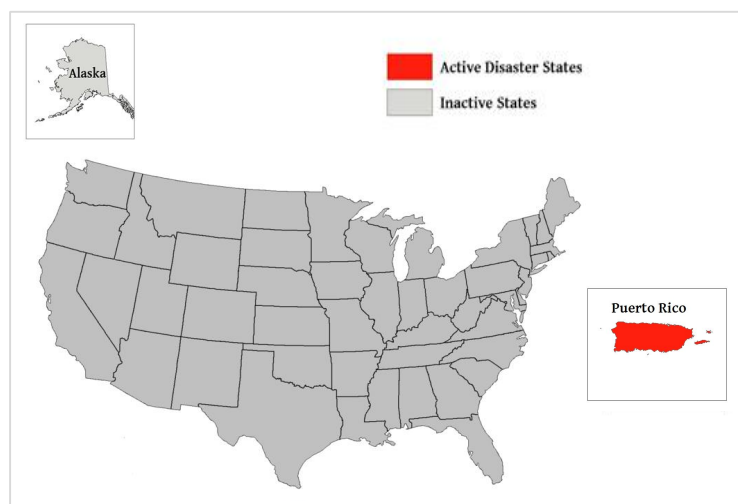 Alaska
Active Disaster States
Inactive States
Puerto Rico